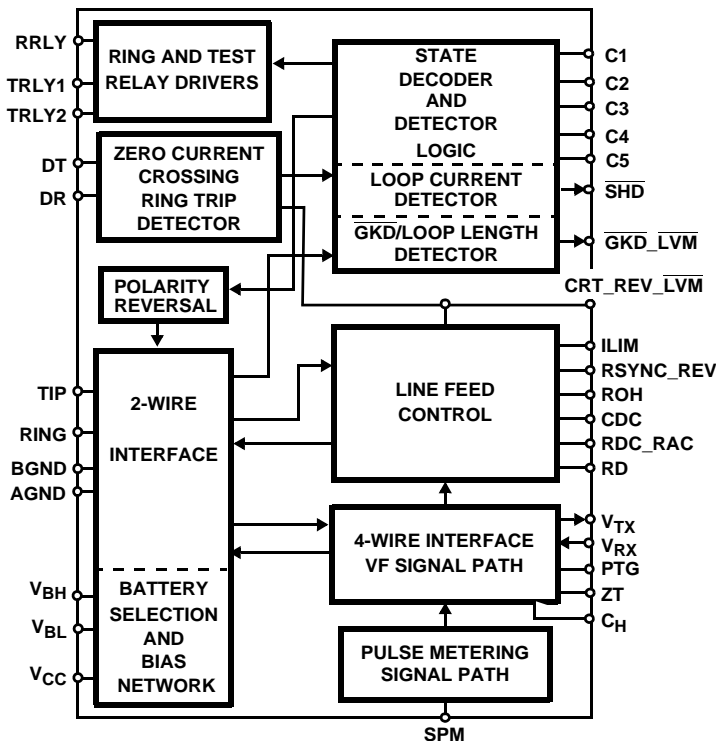 RRLY
TRLY1
TRLY2
DT
DR
TIP
RING
BGND
AGND
VBH
VBL
VCC
RING AND TEST
RELAY DRIVERS
ZERO CURRENT
CROSSING
RING TRIP
DETECTOR
POLARITY
REVERSAL
2-WIRE
INTERFACE
BATTERY
SELECTION
AND
BIAS
NETWORK
STATE
DECODER
AND
DETECTOR
LOGIC
LOOP CURRENT
DETECTOR
GKD/LOOP LENGTH
DETECTOR
LINE FEED
CONTROL
4-WIRE INTERFACE
VF SIGNAL PATH
PULSE METERING
SIGNAL PATH
C1
C2
C3
C4
C5
SHD
GKD_LVM
CRT_REV_LVM
ILIM
RSYNC_REV
ROH
CDC
RDC_RAC
RD
VTX
VRX
PTG
ZT
CH
SPM